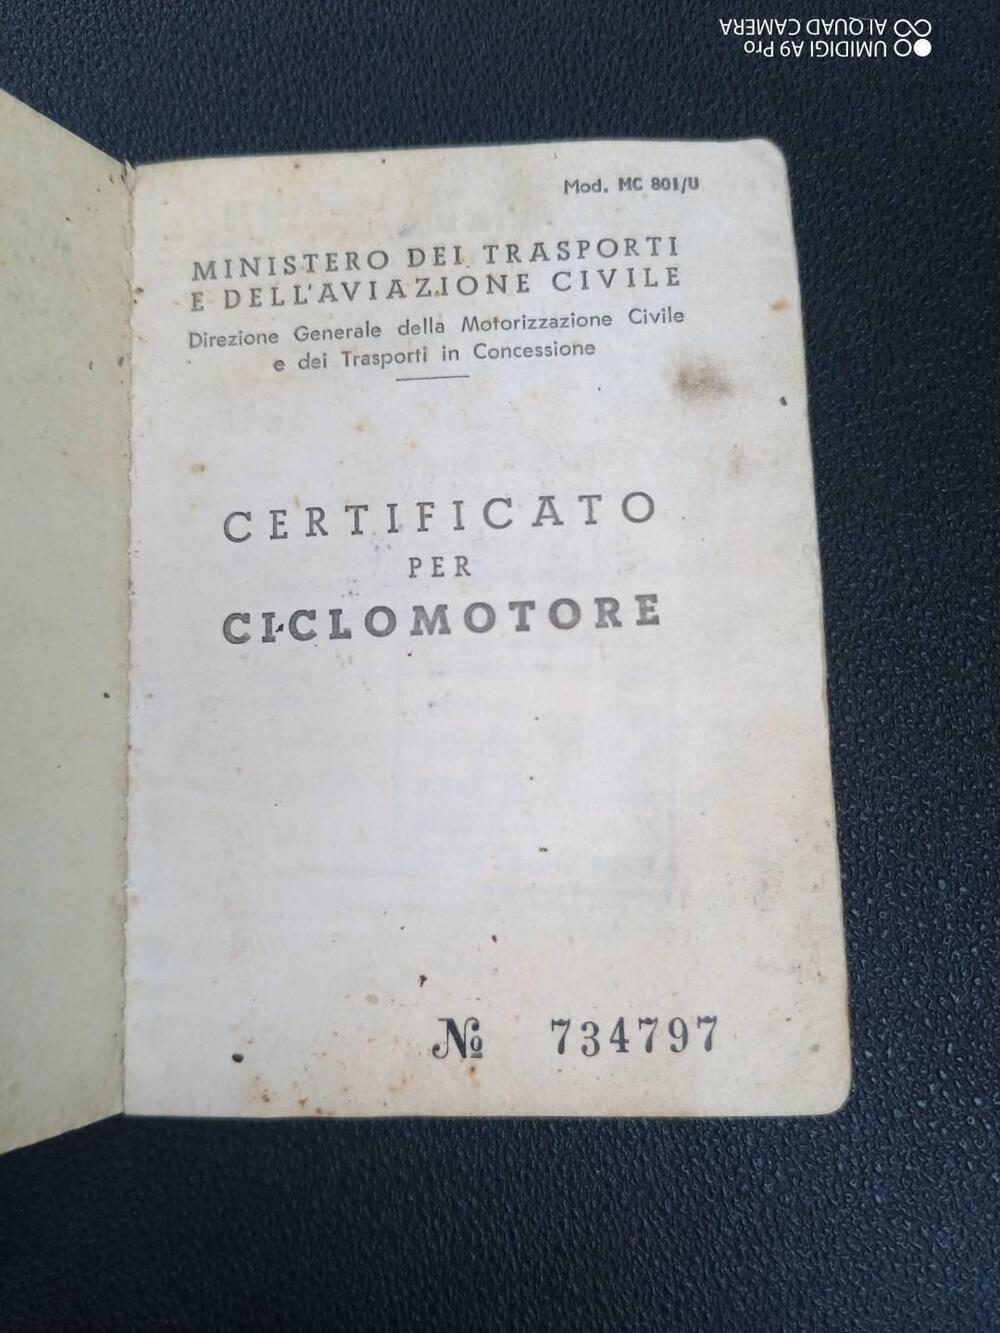 Mod. MC 801/U
MINISTERO DEI TRASPORTI
E DELL'AVIAZIONE CIVILE
Direzione Generale della Motorizzazione Civile
e dei Trasporti in Concessione
CERTIFICATO
PER
CICLOMOTORE
№ 734797
UMIDIGI A9 Pro
AI QUAD CAMERA